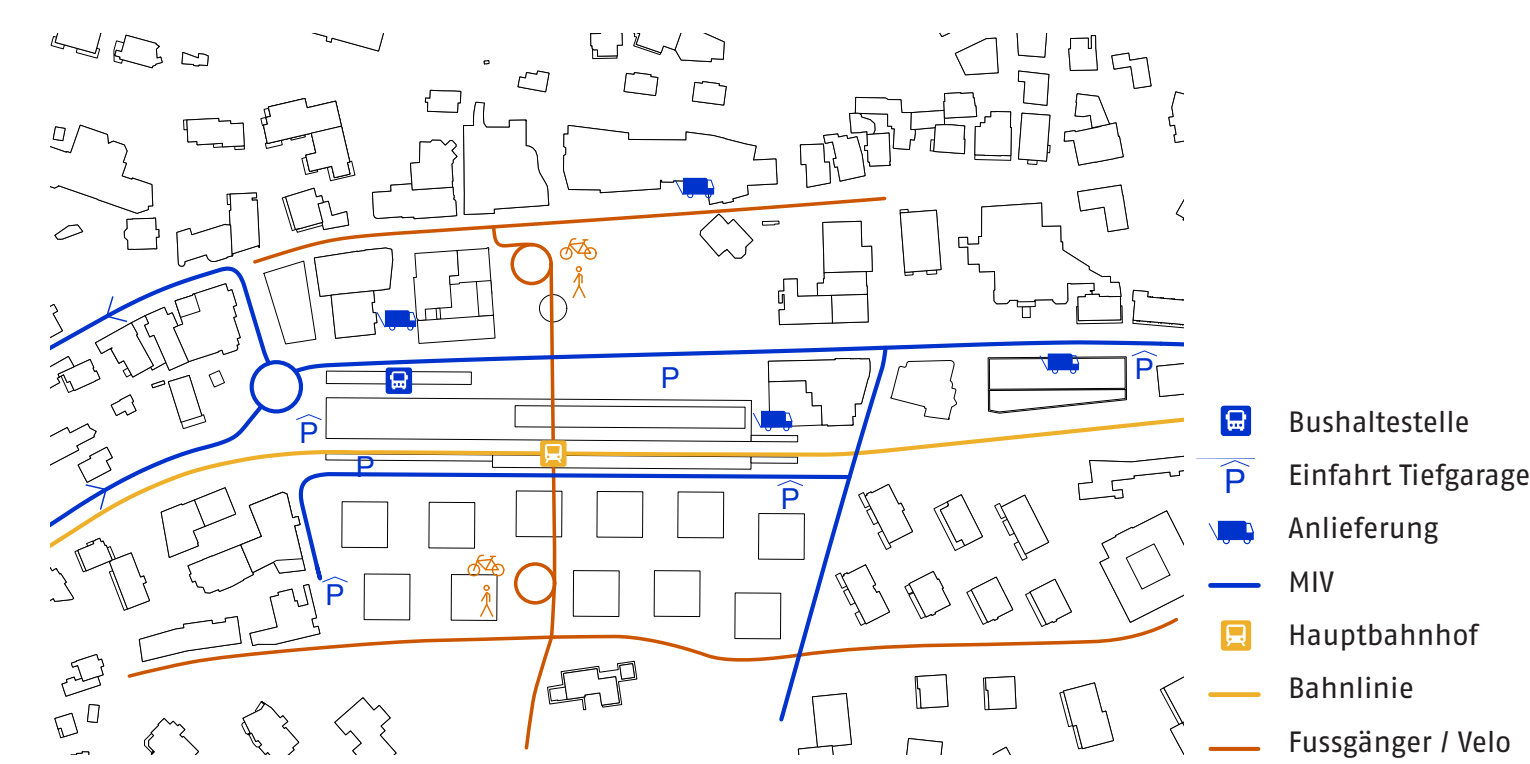 P
P
P
P
P
P
Bushaltestelle
P
Einfahrt Tiefgarage
Anlieferung
MIV
Hauptbahnhof
Bahnlinie
Fussgänger / Velo